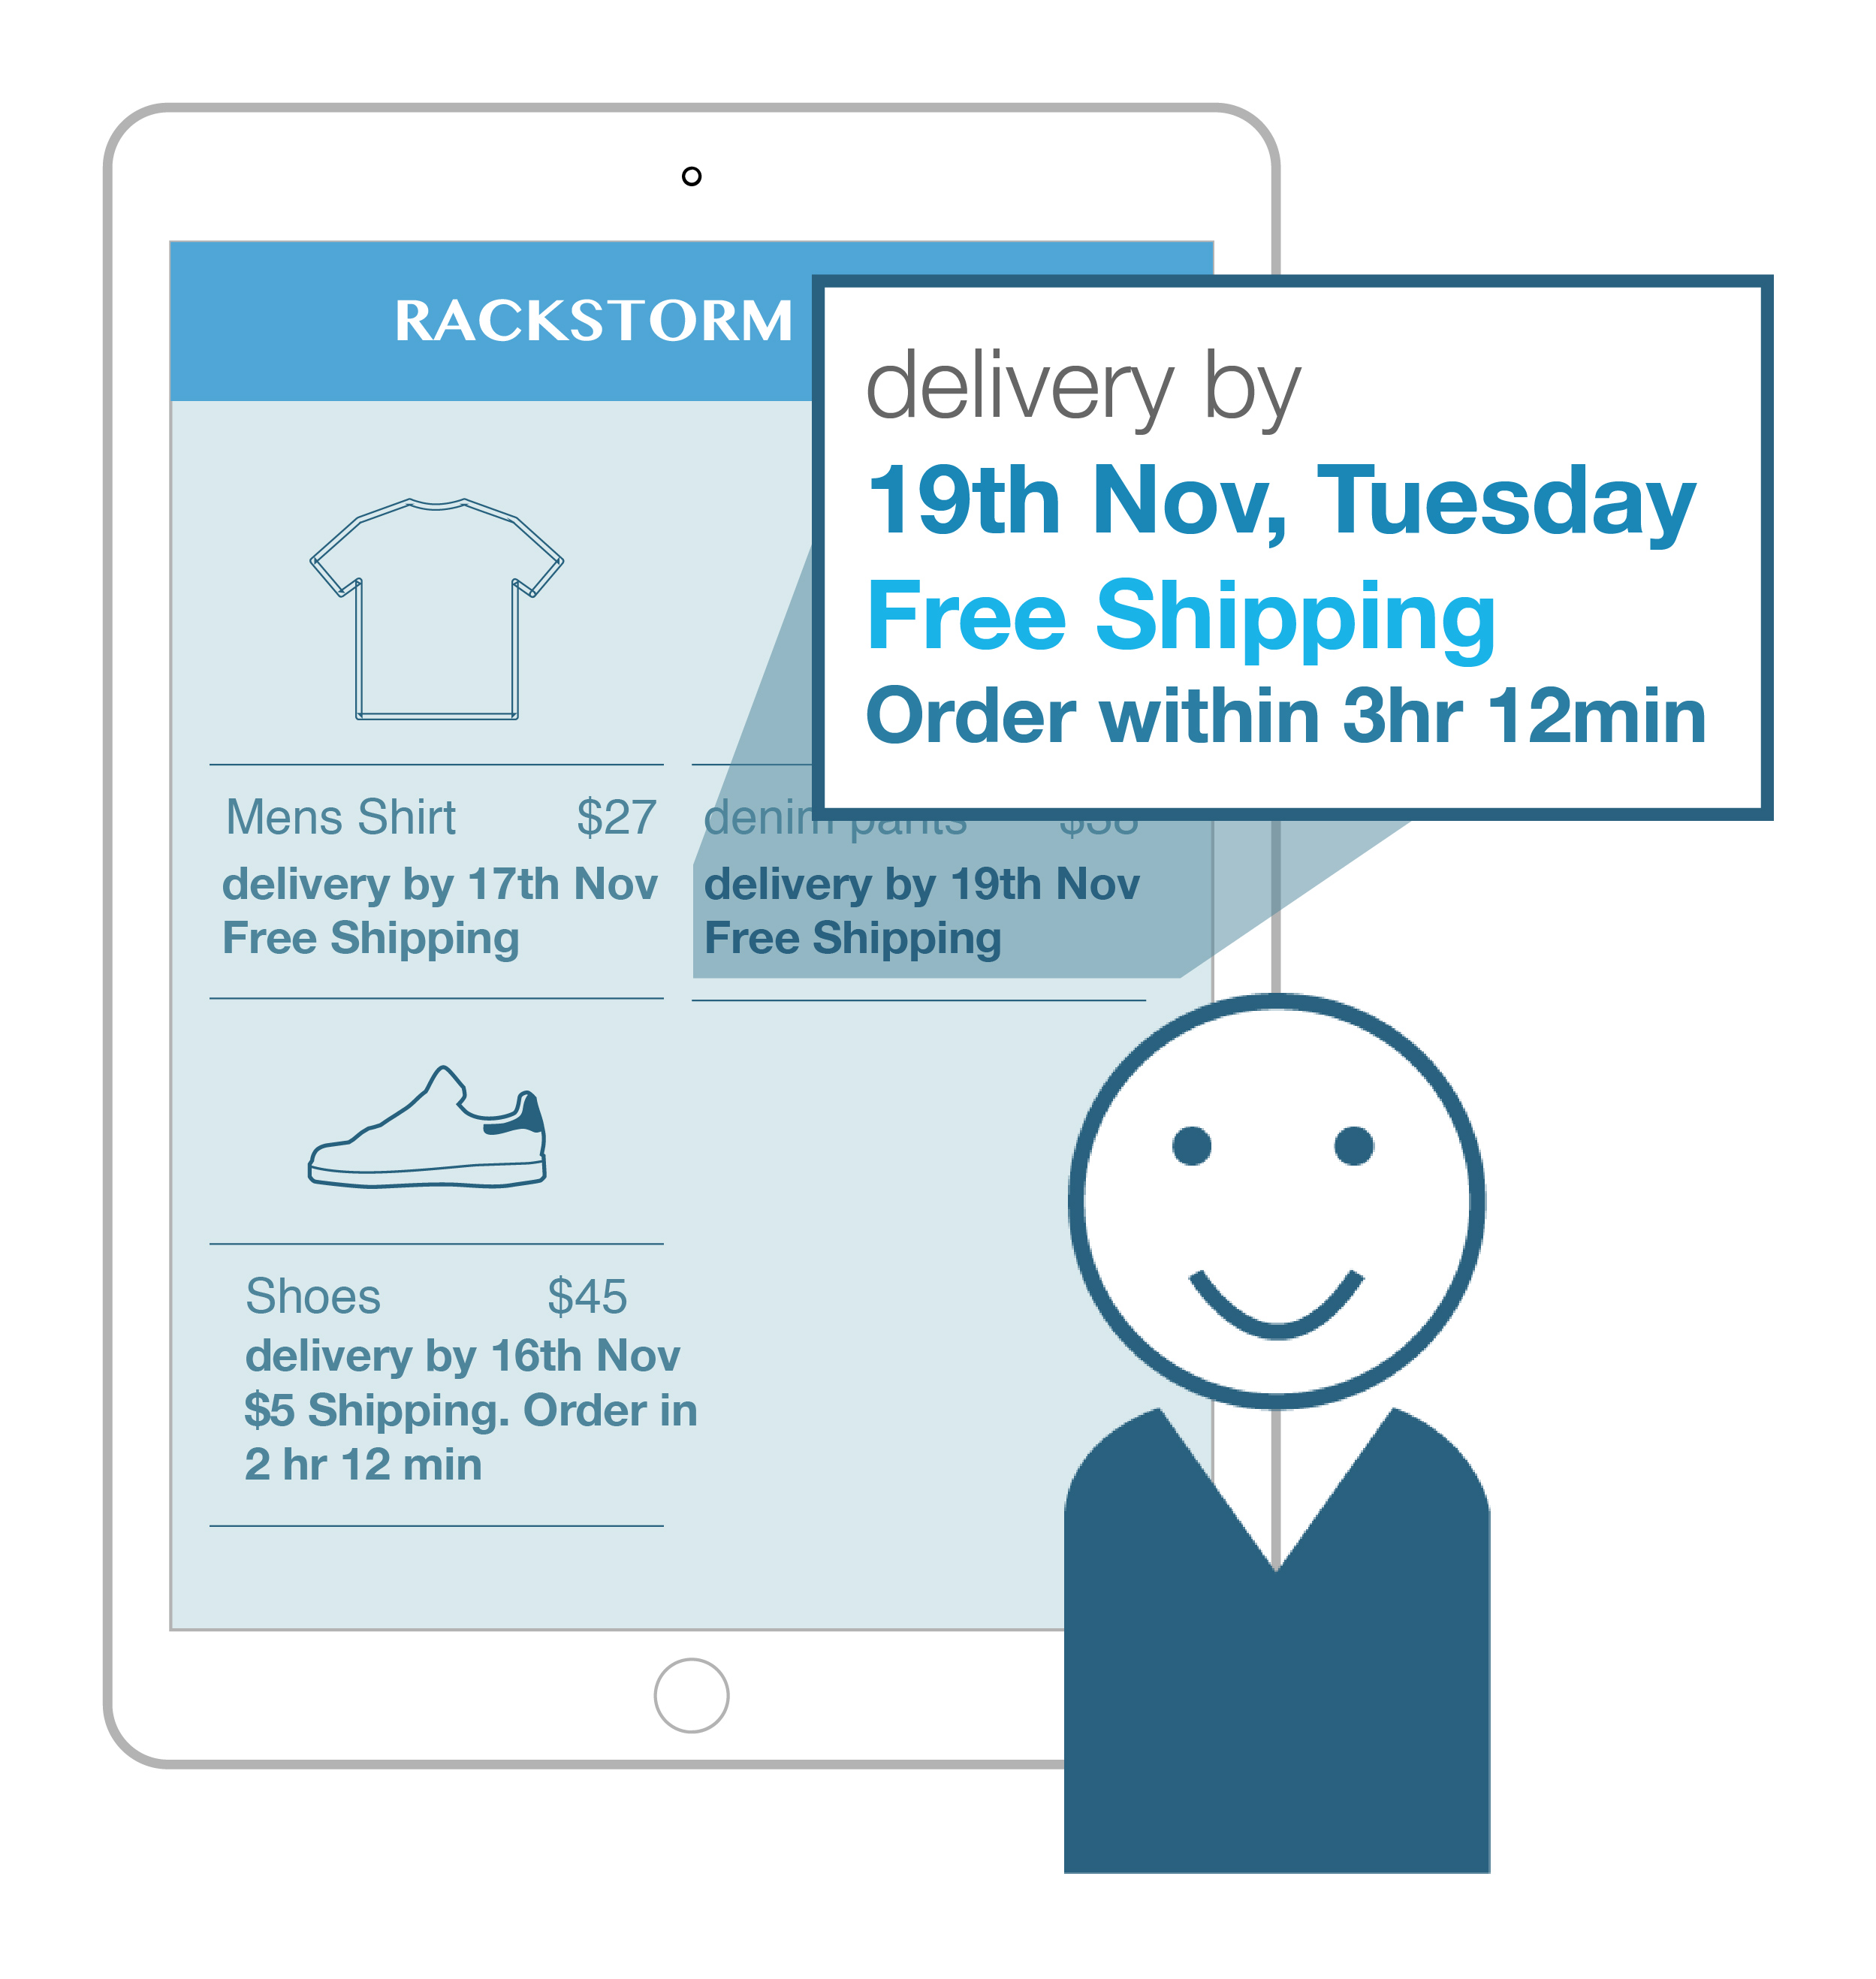 RACKSTORM
delivery by
19th Nov, Tuesday
Free Shipping
Order within 3hr 12min
Mens Shirt $27
delivery by 17th Nov
Free Shipping
denim pants $38
delivery by 19th Nov
Free Shipping
Shoes $45
delivery by 16th Nov
$5 Shipping. Order in
2 hr 12 min